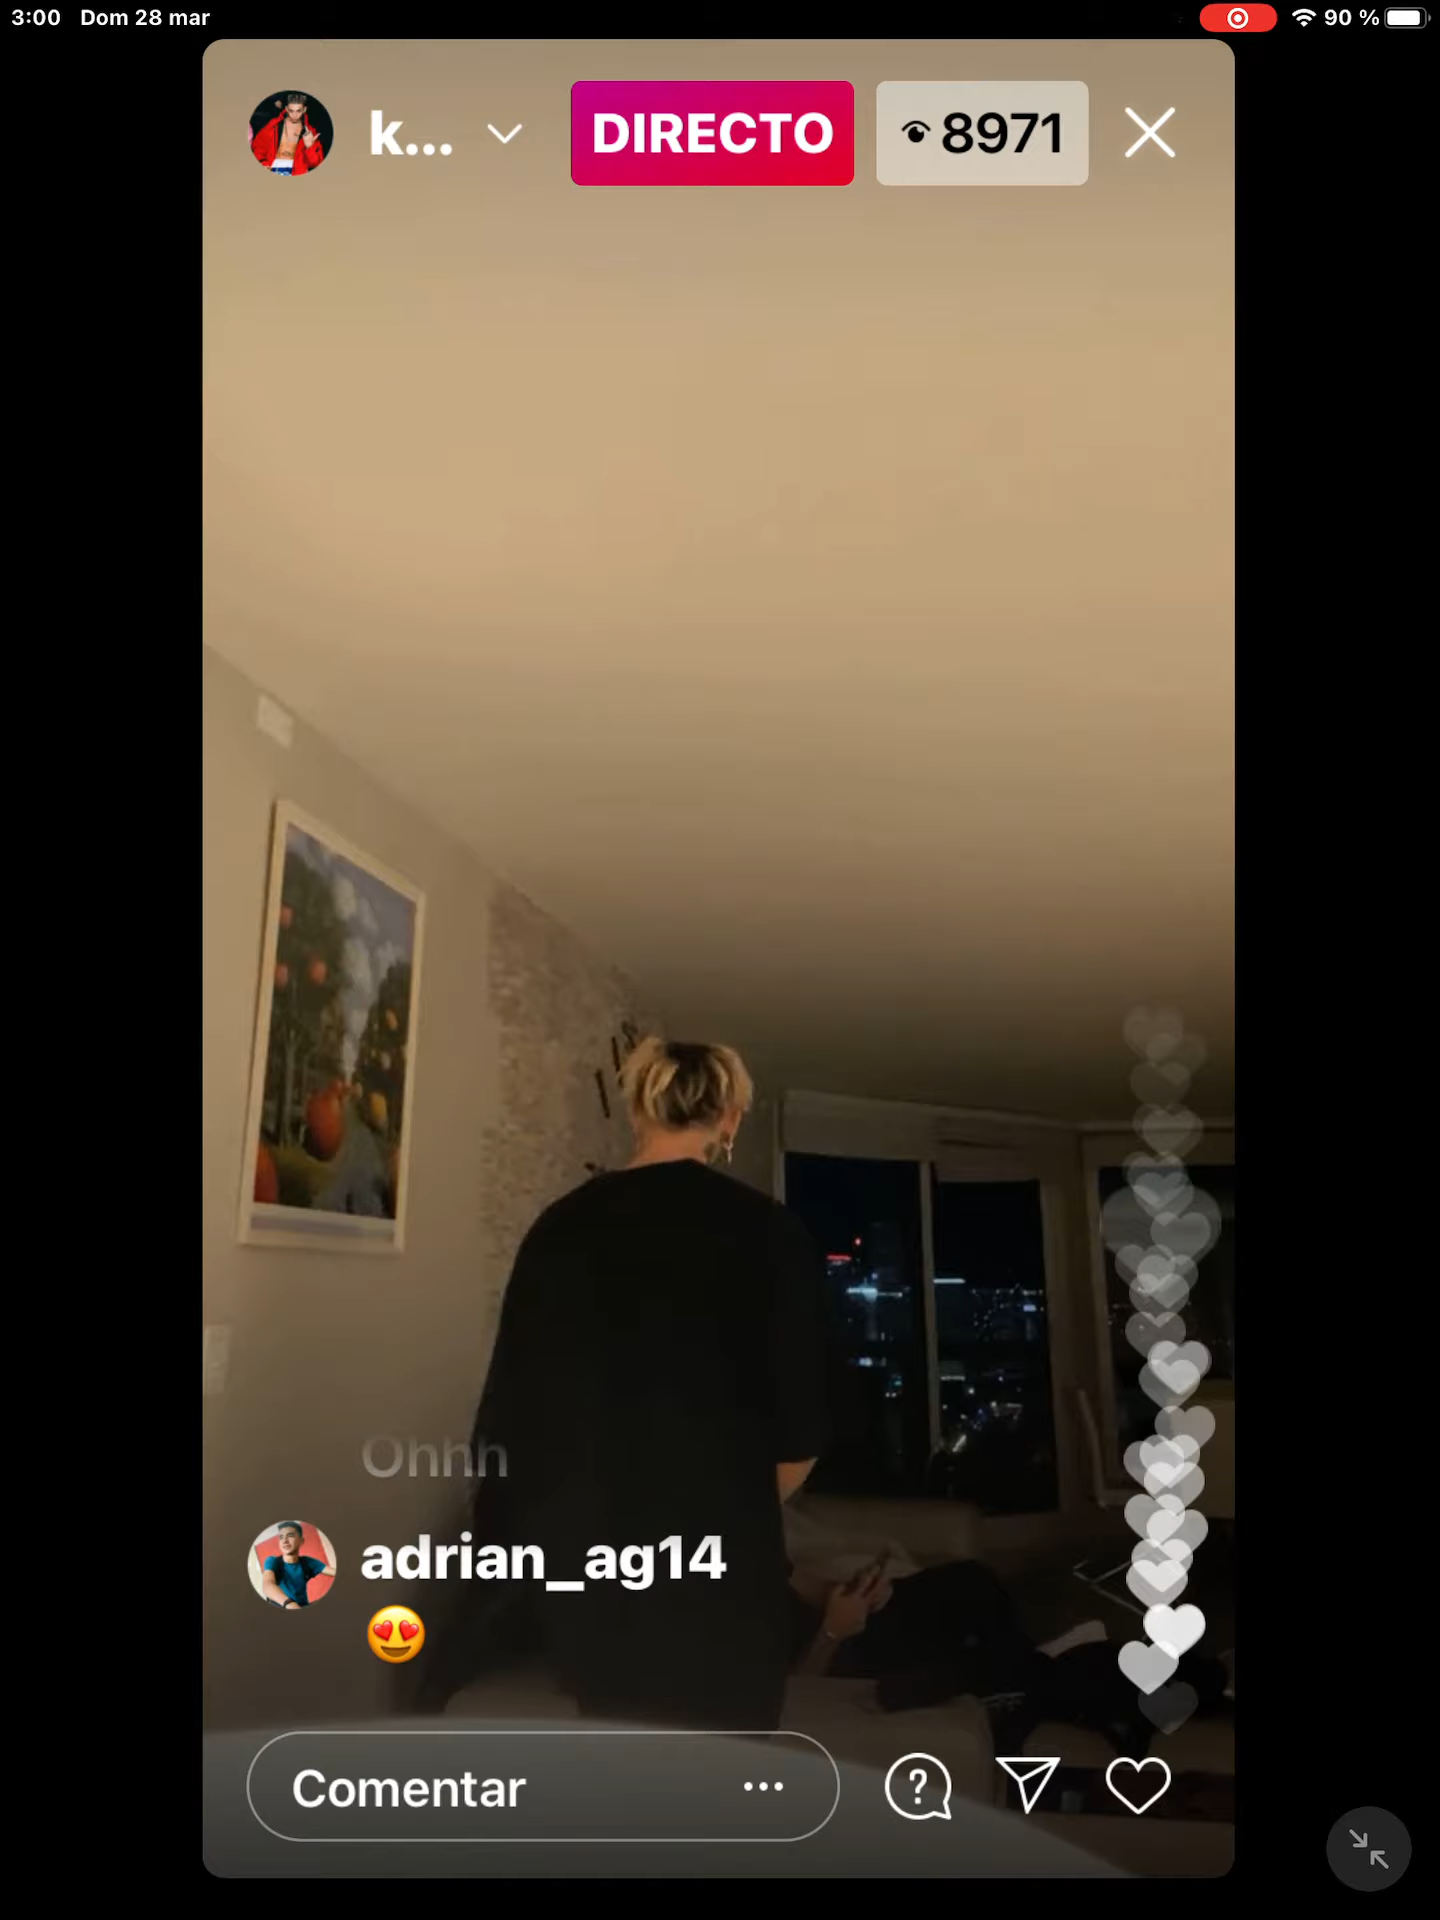 3:00 Dom 28 mar 90 %
k... DIRECTO 8971
Ohhh
adrian_ag14
😍
Comentar